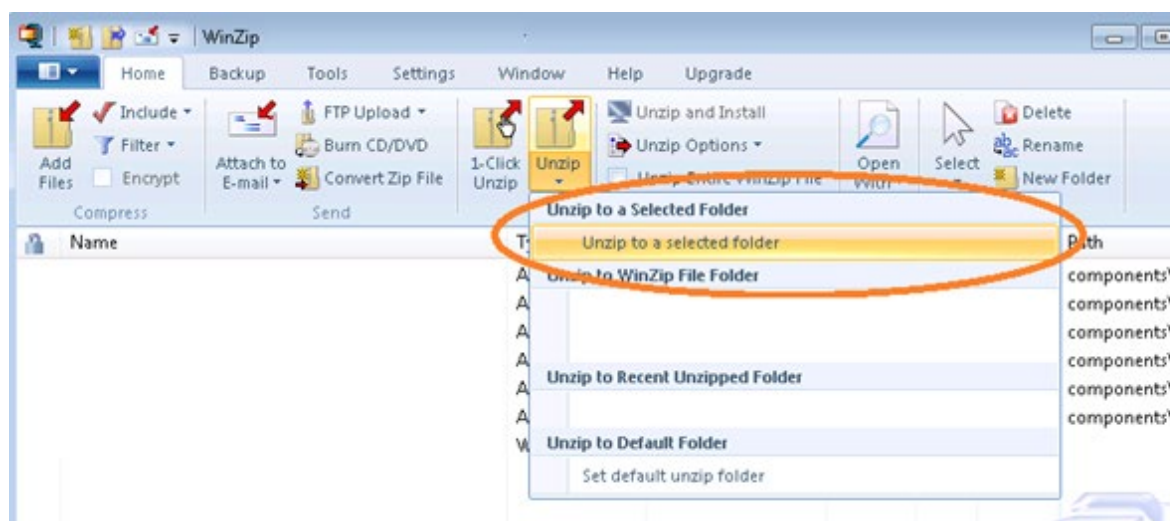 WinZip
Home Backup Tools Settings Window Help Upgrade
Include FTP Upload Unzip and Install Delete
Filter Burn CD/DVD Unzip Options Rename
Add Files Encrypt Attach to E-mail Convert Zip File 1-Click Unzip Unzip Unzip Entire WinZip File Open With Select New Folder
Compress Send
Unzip to a Selected Folder
Name Unzip to a selected folder Path
Unzip to WinZip File Folder
components\
components\
components\
components\
Unzip to Recent Unzipped Folder
components\
components\
Unzip to Default Folder
Set default unzip folder